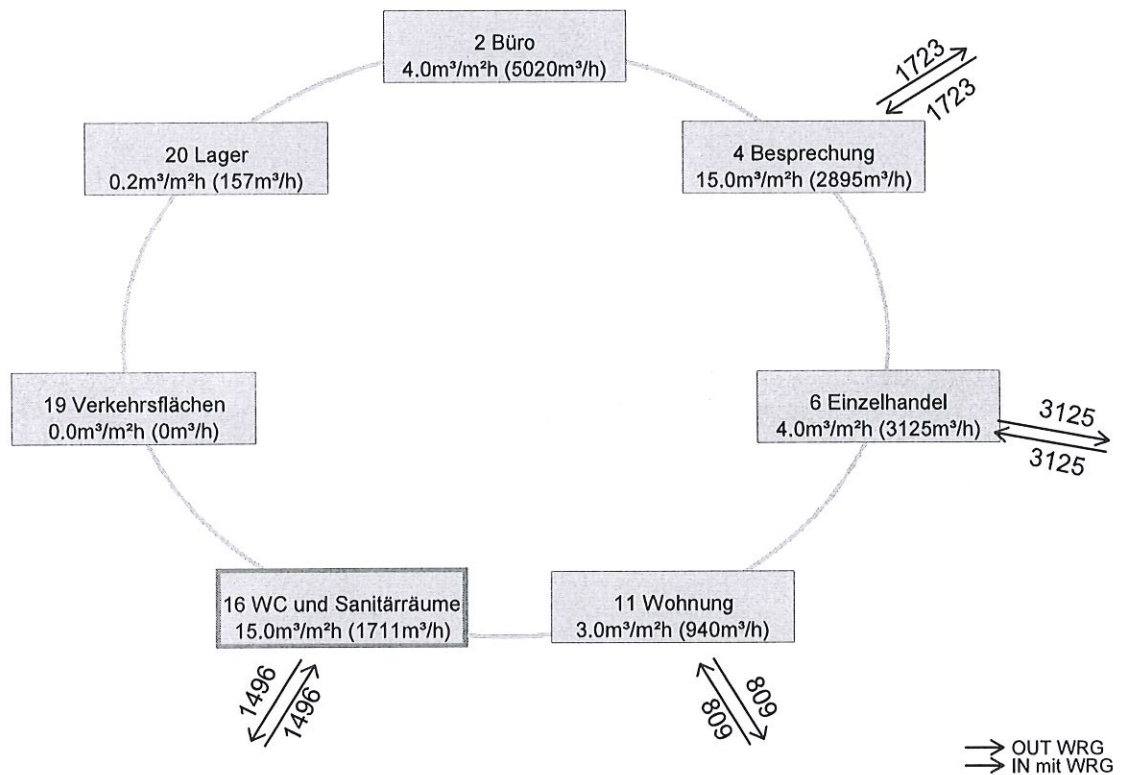 2 Büro
4.0m³/m²h (5020m³/h)
1723
1723
20 Lager
0.2m³/m²h (157m³/h)
4 Besprechung
15.0m³/m²h (2895m³/h)
19 Verkehrsflächen
0.0m³/m²h (0m³/h)
6 Einzelhandel
4.0m³/m²h (3125m³/h)
3125
3125
16 WC und Sanitärräume
15.0m³/m²h (1711m³/h)
11 Wohnung
3.0m³/m²h (940m³/h)
1496
1496
809
809
OUT WRG
IN mit WRG